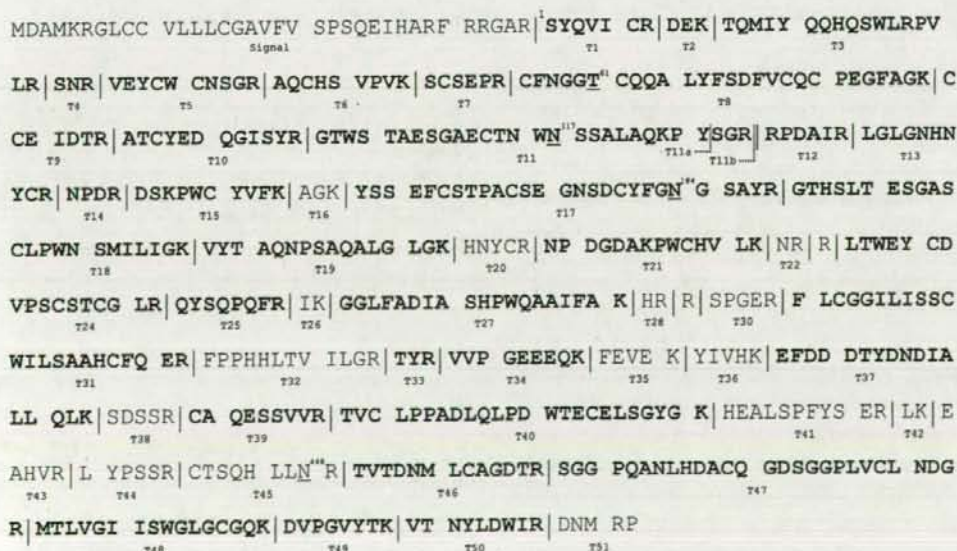 MDAMKRGLCC VLLLCGAVFV SPSQEIHARF RRGAR|¹SYQVI CR|DEK|TQMIY QQHQSWLRPV
Signal T1 T2 T3
LR|SNR|VEYCW CNSGR|AQCHS VPVK|SCSEPR|CFNGGT⁶¹ CQQA LYFSDFVCQC PEGFAGK|C
T4 T5 T6 T7 T8
CE IDTR|ATCYED QGISYR|GTWS TAESGAECTN WN¹¹⁷SSALAQKP Y|SGR||RPDAIR|LGLGNHN
T9 T10 T11 T11a T11b T12 T13
YCR|NPDR|DSKPWC YVFK|AGK|YSS EFCSTPACSE GNSDCYFGN¹⁸⁴G SAYR|GTHSLT ESGAS
T14 T15 T16 T17
CLPWN SMILIGK|VYT AQNPSAQALG LGK|HNYCR|NP DGDAKPWCHV LK|NR|R|LTWEYC D
T18 T19 T20 T21 T22
VPSCSTCG LR|QYSQPQFR|IK|GGLFADIA SHPWQAAIFA K|HR|R|SPGER|F LCGGILISSC
T24 T25 T26 T27 T28 T30
WILSAAHCFQ ER|FPPHHLTV ILGR|TYR|VVP GEEEQK|FEVE K|YIVHK|EFDD DTYDNDIA
T31 T32 T33 T34 T35 T36 T37
LL QLK|SDSSR|CA QESSVVR|TVC LPPADLQLPD WTECELSGYG K|HEALSPFYS ER|LK|E
T38 T39 T40 T41 T42
AHVR|L YPSSR|CTSQH LLN⁴⁴⁸R|TVTDNM LCAGDTR|SGG PQANLHDACQ GDSGGPLVCL NDG
T43 T44 T45 T46 T47
R|MTLVGII ISWGLGCGQK|DVPGVYTK|VT NYLDWIR|DNM RP
T48 T49 T50 T51